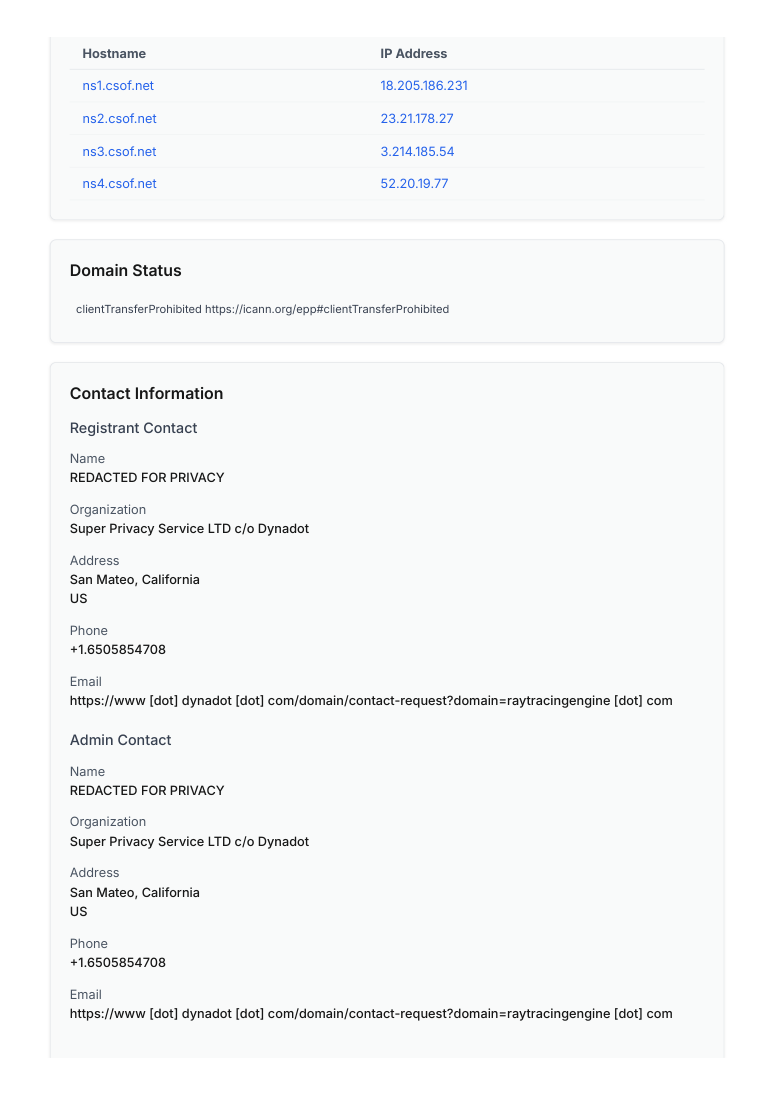 Hostname IP Address
ns1.csof.net 18.205.186.231
ns2.csof.net 23.21.178.27
ns3.csof.net 3.214.185.54
ns4.csof.net 52.20.19.77
Domain Status
clientTransferProhibited https://icann.org/epp#clientTransferProhibited
Contact Information
Registrant Contact
Name
REDACTED FOR PRIVACY
Organization
Super Privacy Service LTD c/o Dynadot
Address
San Mateo, California
US
Phone
+1.6505854708
Email
https://www [dot] dynadot [dot] com/domain/contact-request?domain=raytracingengine [dot] com
Admin Contact
Name
REDACTED FOR PRIVACY
Organization
Super Privacy Service LTD c/o Dynadot
Address
San Mateo, California
US
Phone
+1.6505854708
Email
https://www [dot] dynadot [dot] com/domain/contact-request?domain=raytracingengine [dot] com